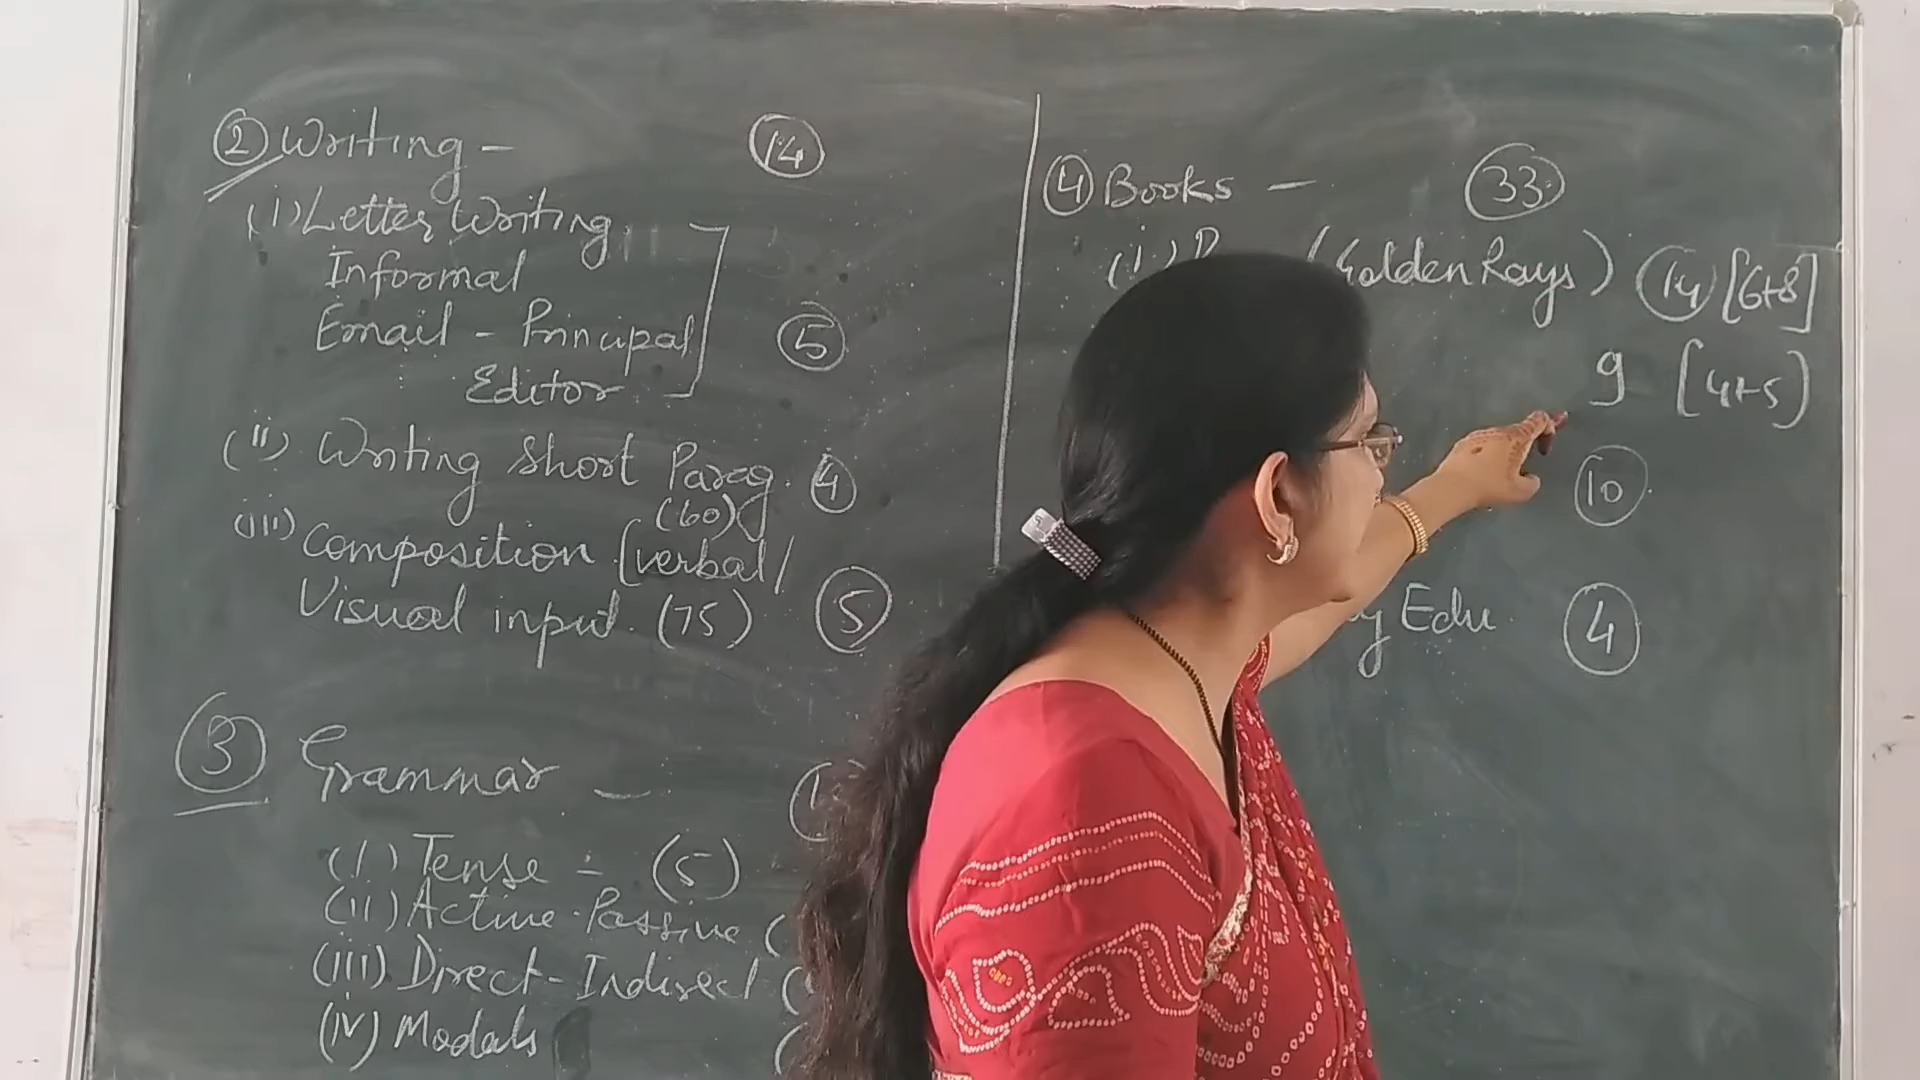 ② Writing - ⑭
(i) Letter Writing
Informal
Email - Principal ⑤
Editor
(ii) Writing Short Parag. ④
(60)
(iii) Composition [verbal/
Visual input. (75) ⑤
③ Grammar -
(i) Tense - (5)
(ii) Active-Passive (
(iii) Direct-Indirect (
(iv) Modals (
④ Books - ㉝
(i) (Golden Rays) ⑭ [6+8]
9 [4+5]
⑩
Edu. ④